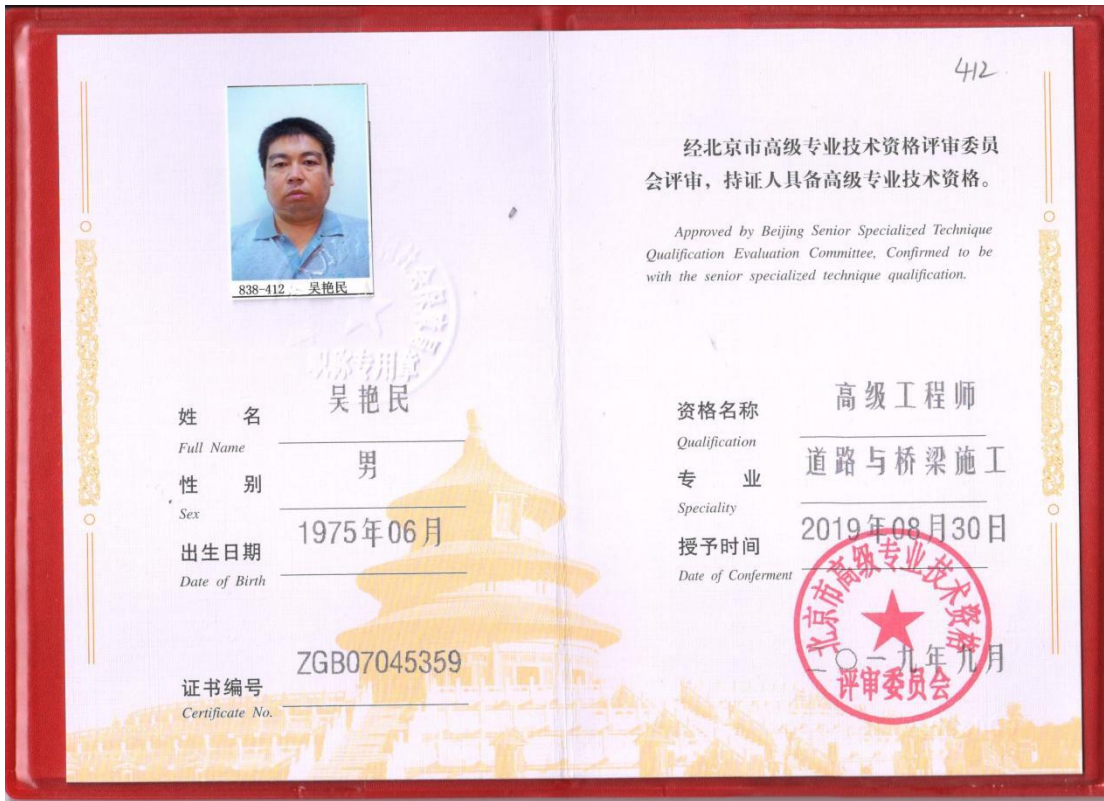 412
经北京市高级专业技术资格评审委员
会评审，持证人具备高级专业技术资格。
Approved by Beijing Senior Specialized Technique
Qualification Evaluation Committee, Confirmed to be
with the senior specialized technique qualification.
838-412 吴艳民
职称专用章
姓 名 吴艳民
Full Name
性 别 男
Sex
出生日期 1975年06月
Date of Birth
证书编号 ZGB07045359
Certificate No.
资格名称 高级工程师
Qualification
专 业 道路与桥梁施工
Speciality
授予时间 2019年08月30日
Date of Conferment
北京市高级专业技术资格
评审委员会
二〇一九年九月